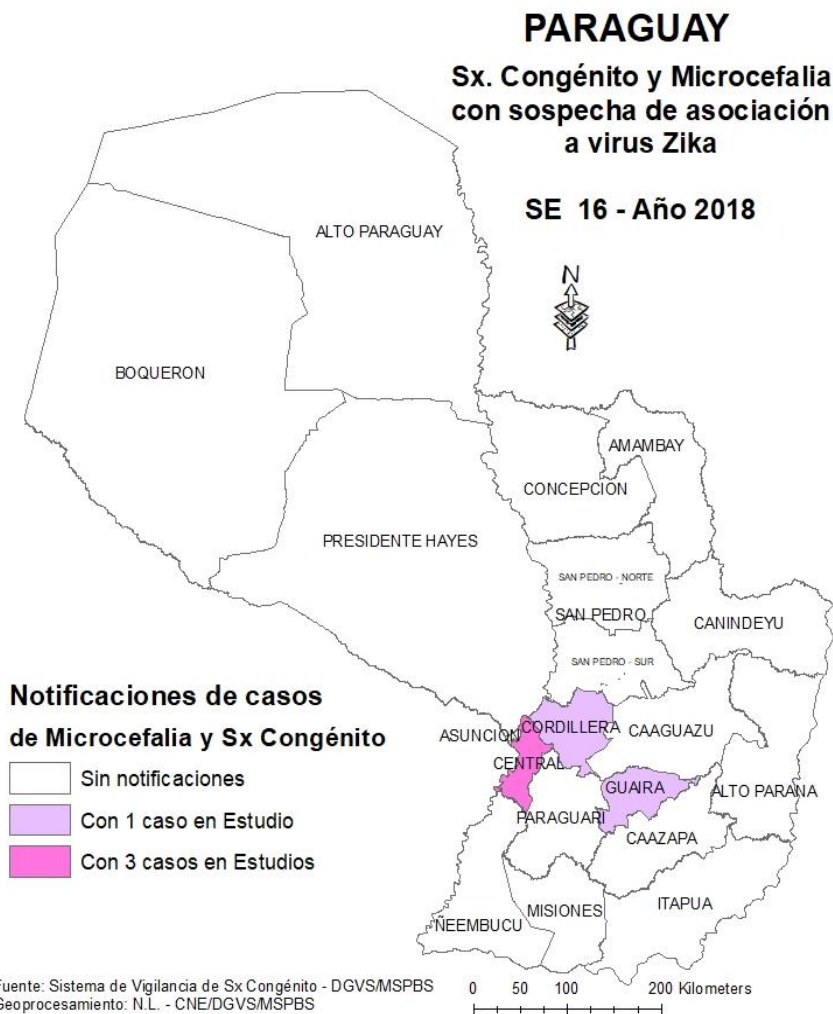 PARAGUAY
Sx. Congénito y Microcefalia
con sospecha de asociación
a virus Zika
SE 16 - Año 2018
N
ALTO PARAGUAY
BOQUERON
AMAMBAY
CONCEPCION
PRESIDENTE HAYES
SAN PEDRO - NORTE
SAN PEDRO
CANINDEYU
SAN PEDRO - SUR
ASUNCION
CORDILLERA
CAAGUAZU
CENTRAL
GUAIRA
ALTO PARANA
PARAGUARI
CAAZAPA
ITAPUA
MISIONES
ÑEEMBUCU
Notificaciones de casos
de Microcefalia y Sx Congénito
Sin notificaciones
Con 1 caso en Estudio
Con 3 casos en Estudios
Fuente: Sistema de Vigilancia de Sx Congénito - DGVS/MSPBS
Geoprocesamiento: N.L. - CNE/DGVS/MSPBS
0 50 100 200 Kilometers